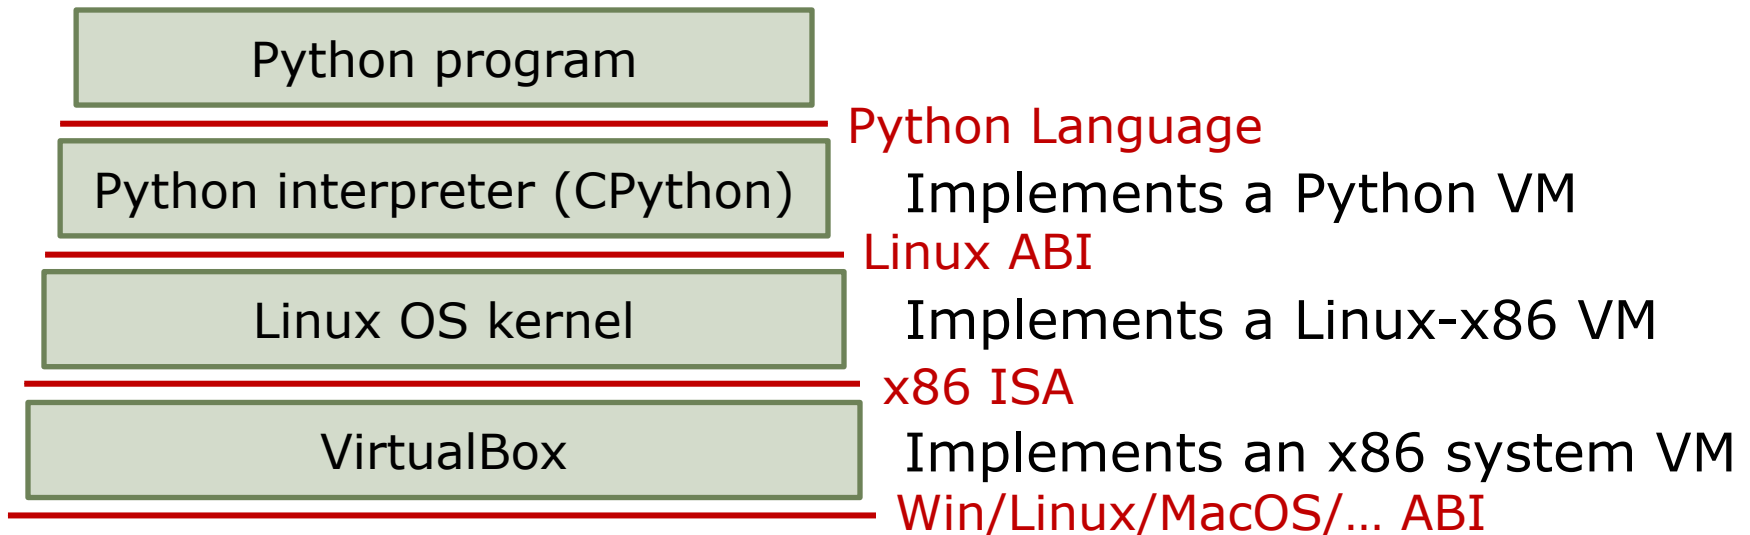 Python program
Python Language
Python interpreter (CPython)
Implements a Python VM
Linux ABI
Linux OS kernel
Implements a Linux-x86 VM
x86 ISA
VirtualBox
Implements an x86 system VM
Win/Linux/MacOS/… ABI